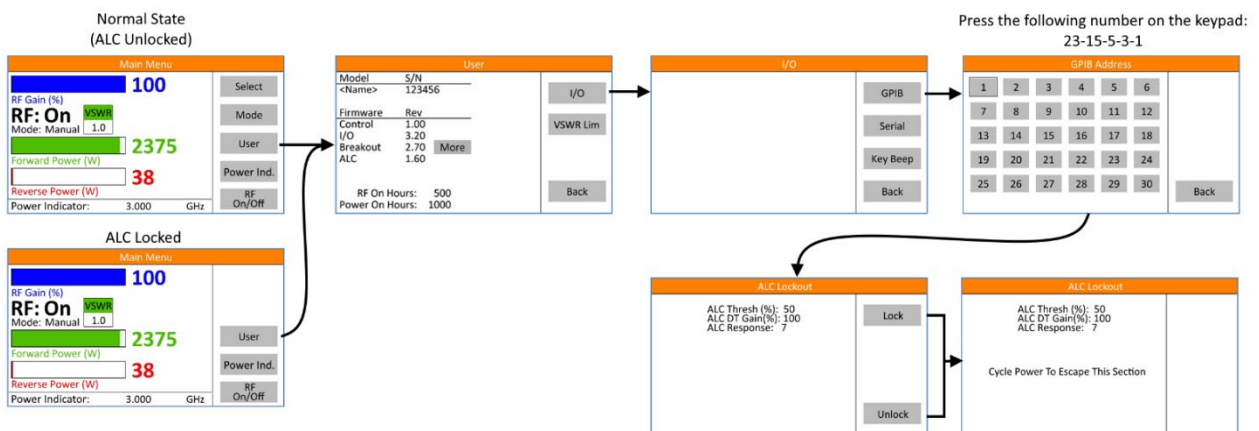 Normal State
(ALC Unlocked)
Main Menu
100
RF Gain (%)
RF: On VSWR
Mode: Manual 1.0
2375
Forward Power (W)
38
Reverse Power (W)
Power Indicator: 3.000 GHz
Select
Mode
User
Power Ind.
RF
On/Off
User
Model S/N
<Name> 123456
Firmware Rev
Control 1.00
I/O 3.20
Breakout 2.70 More
ALC 1.60
RF On Hours: 500
Power On Hours: 1000
I/O
VSWR Lim
Back
I/O
GPIB
Serial
Key Beep
Back
Press the following number on the keypad:
23-15-5-3-1
GPIB Address
1 2 3 4 5 6
7 8 9 10 11 12
13 14 15 16 17 18
19 20 21 22 23 24
25 26 27 28 29 30
Back
ALC Locked
Main Menu
100
RF Gain (%)
RF: On VSWR
Mode: Manual 1.0
2375
Forward Power (W)
38
Reverse Power (W)
Power Indicator: 3.000 GHz
User
Power Ind.
RF
On/Off
ALC Lockout
ALC Thresh (%): 50
ALC DT Gain(%): 100
ALC Response: 7
Lock
Unlock
ALC Lockout
ALC Thresh (%): 50
ALC DT Gain(%): 100
ALC Response: 7
Cycle Power To Escape This Section